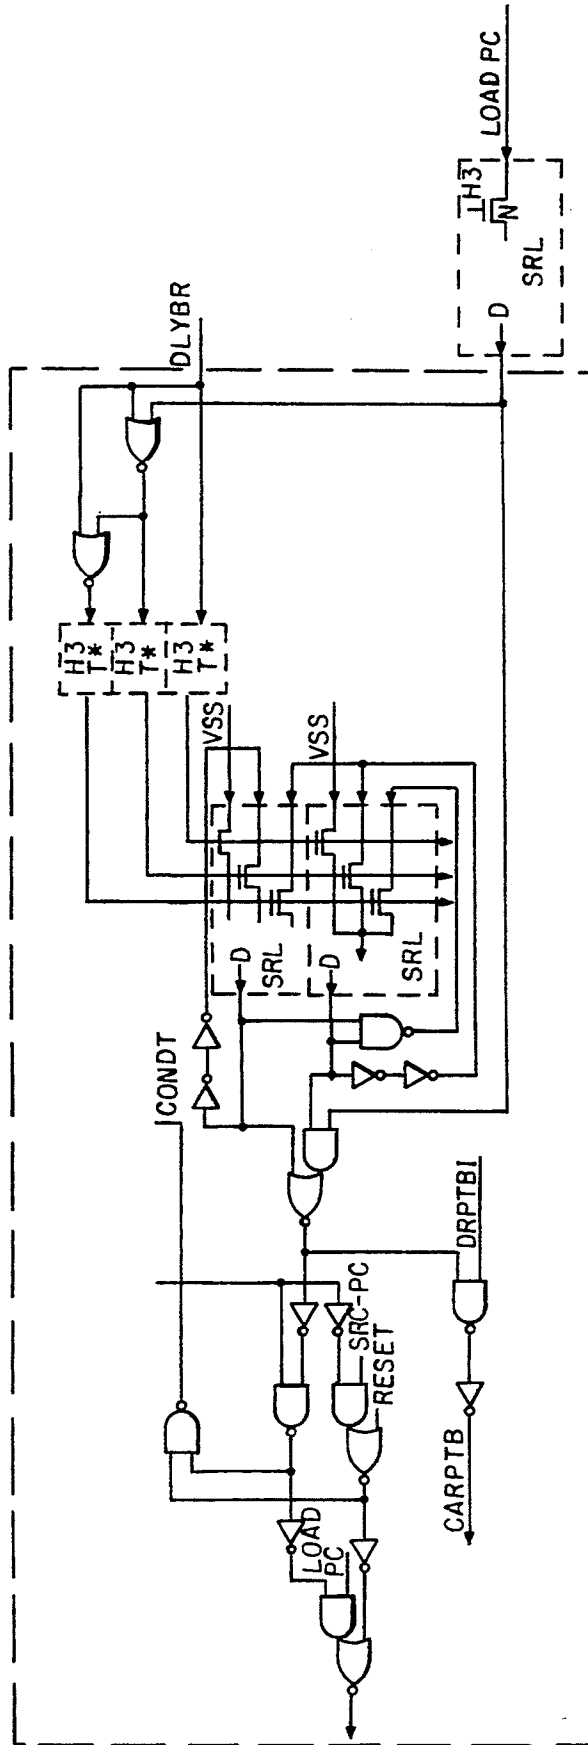 LOAD PC
H3
N
SRL
D
DLYBR
H3
T*
H3
T*
H3
T*
VSS
VSS
D
SRL
D
SRL
ICONDT
DRPTBI
SRC-PC
RESET
CARPTB
LOAD
PC